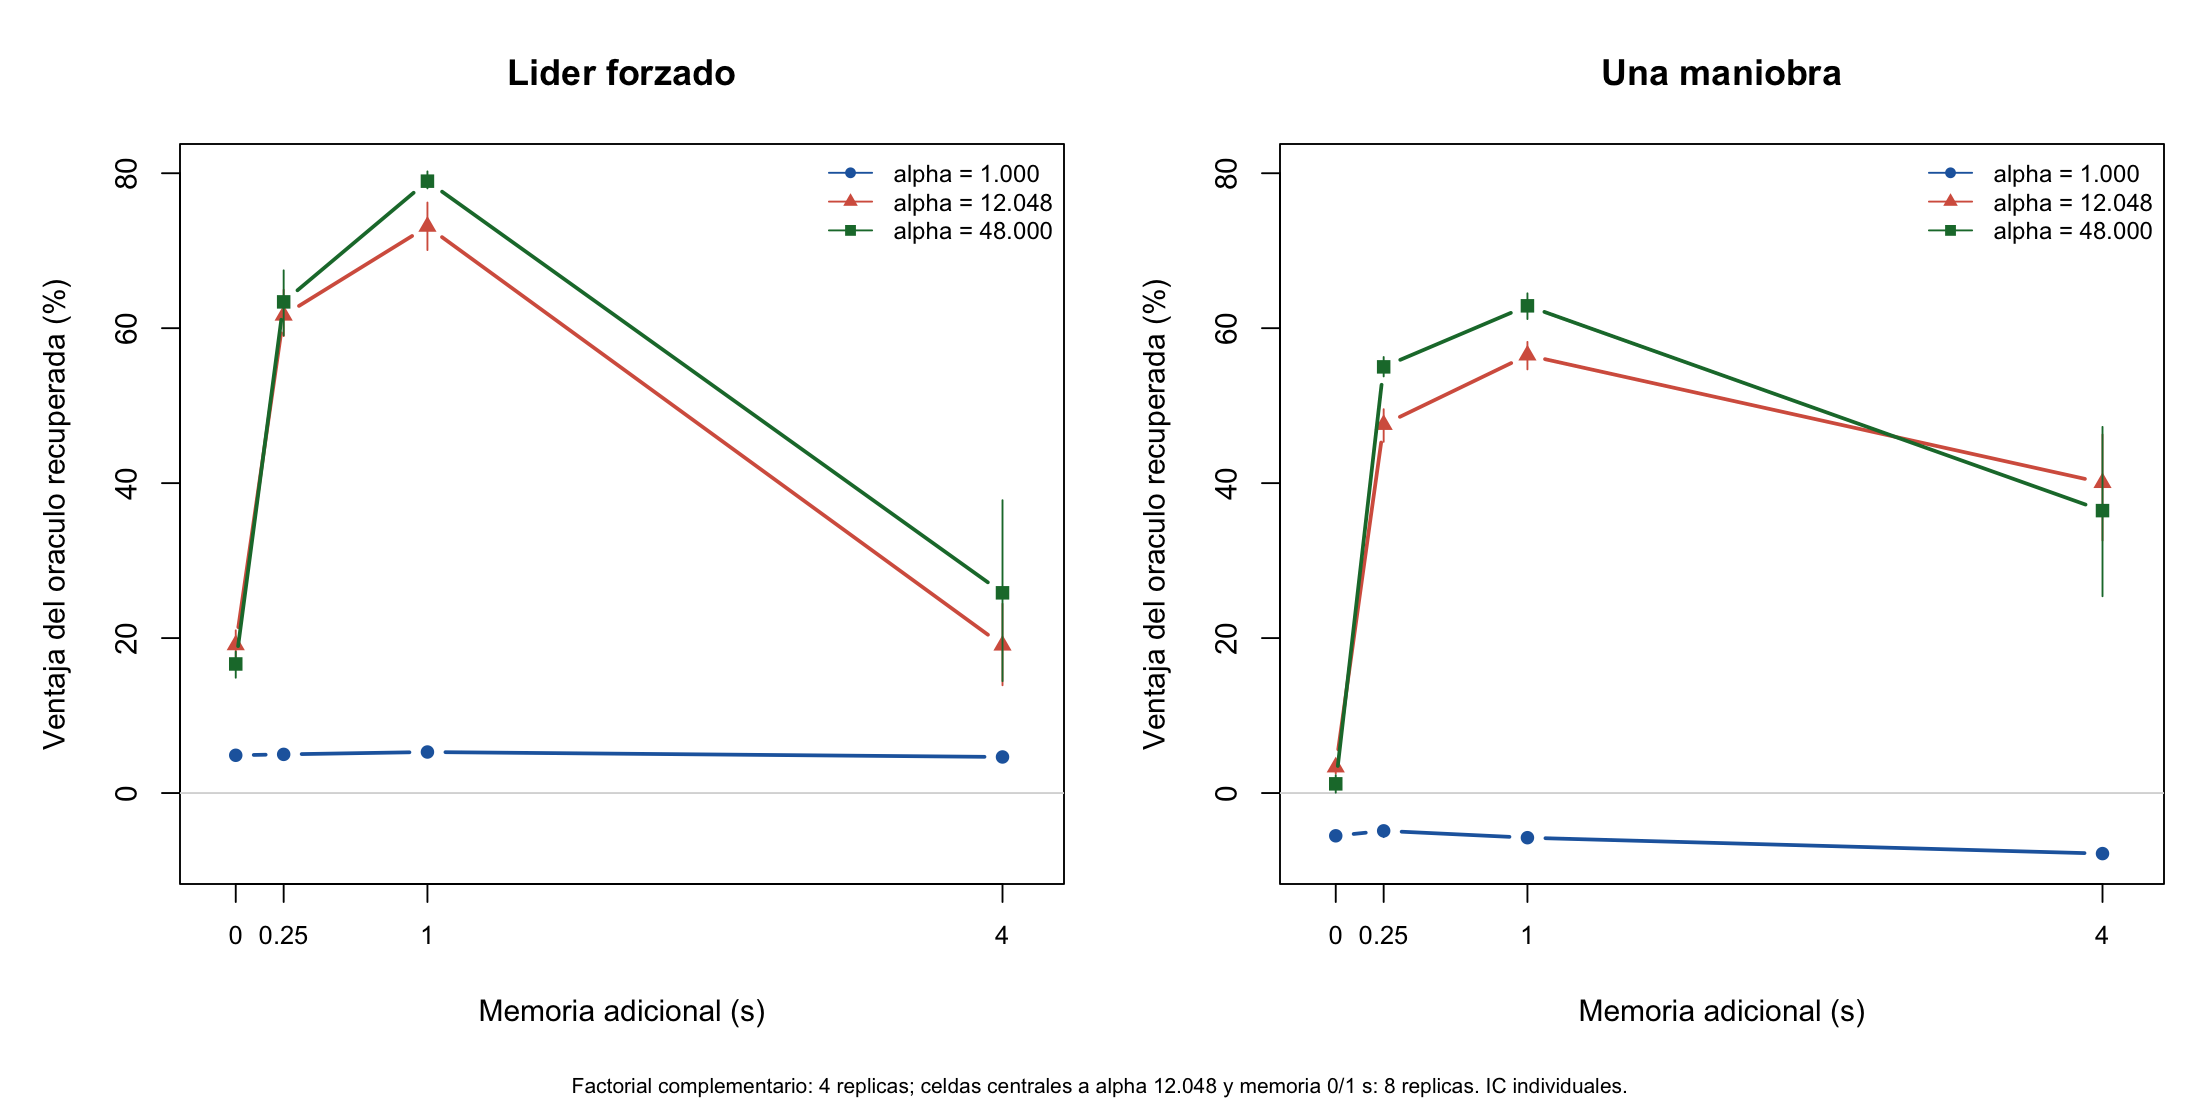 Lider forzado
Ventaja del oraculo recuperada (%)
80
60
40
20
0
alpha = 1.000
alpha = 12.048
alpha = 48.000
0 0.25 1 4
Memoria adicional (s)
Una maniobra
Ventaja del oraculo recuperada (%)
80
60
40
20
0
alpha = 1.000
alpha = 12.048
alpha = 48.000
0 0.25 1 4
Memoria adicional (s)
Factorial complementario: 4 replicas; celdas centrales a alpha 12.048 y memoria 0/1 s: 8 replicas. IC individuales.